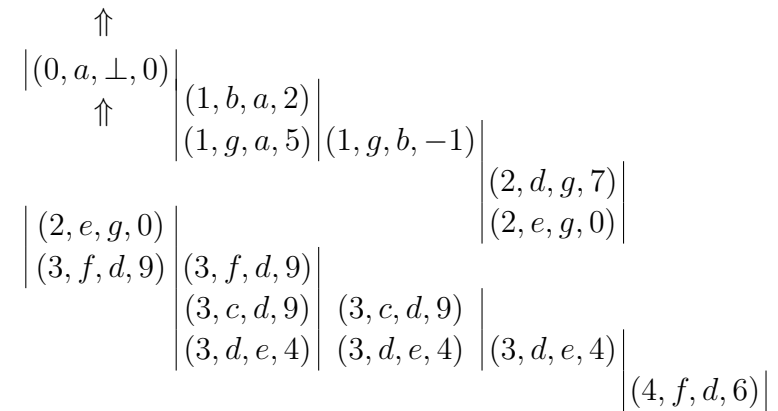 ⇑
|(0, a, ⊥, 0)|
⇑ |(1, b, a, 2)|
|(1, g, a, 5)|(1, g, b, −1)|
|(2, d, g, 7)|
|(2, e, g, 0)| |(2, e, g, 0)|
|(3, f, d, 9)|(3, f, d, 9)|
|(3, c, d, 9)| (3, c, d, 9) |
|(3, d, e, 4)| (3, d, e, 4) |(3, d, e, 4)|
|(4, f, d, 6)|